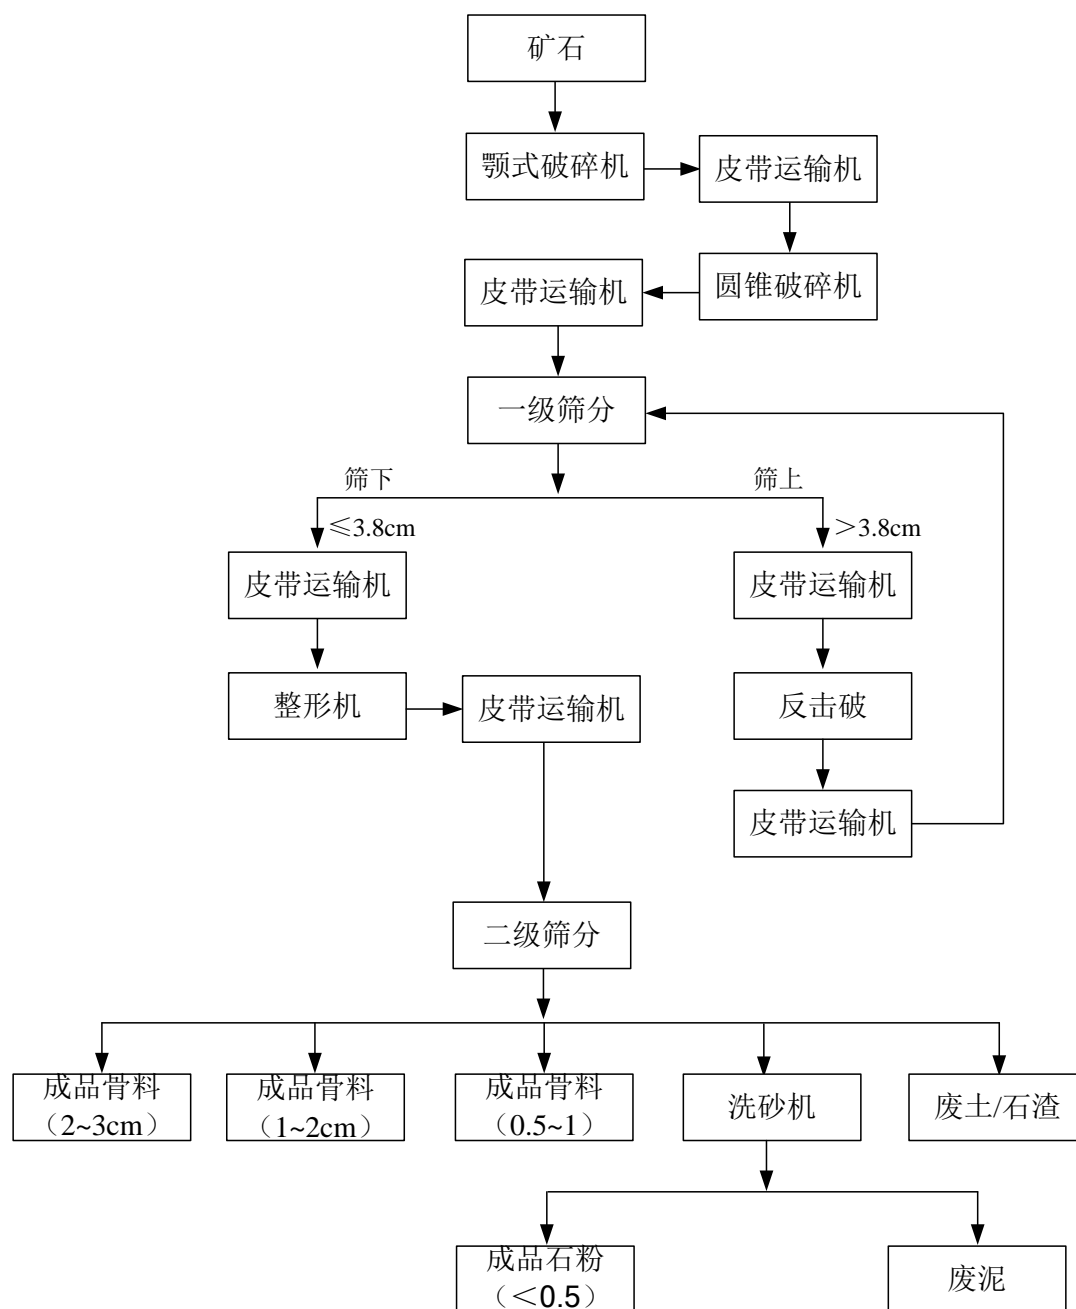 矿石
颚式破碎机
皮带运输机
皮带运输机
圆锥破碎机
一级筛分
筛下
筛上
≤3.8cm
＞3.8cm
皮带运输机
皮带运输机
整形机
皮带运输机
反击破
皮带运输机
二级筛分
成品骨料
（2~3cm）
成品骨料
（1~2cm）
成品骨料
（0.5~1）
洗砂机
废土/石渣
成品石粉
（＜0.5）
废泥